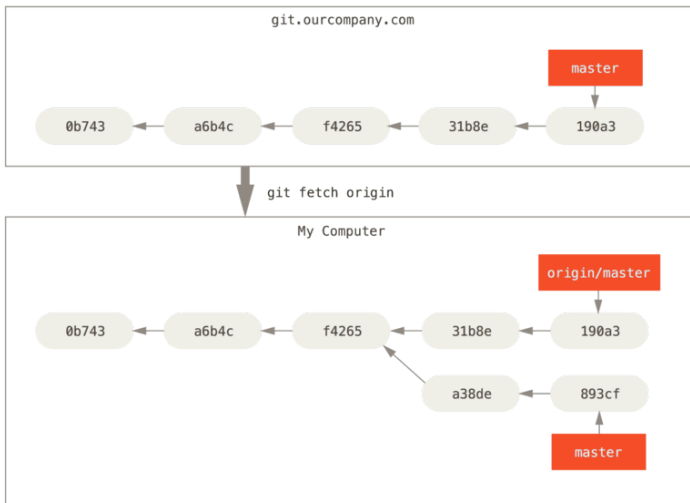 git.ourcompany.com
master
0b743 a6b4c f4265 31b8e 190a3
git fetch origin
My Computer
origin/master
0b743 a6b4c f4265 31b8e 190a3
a38de 893cf
master